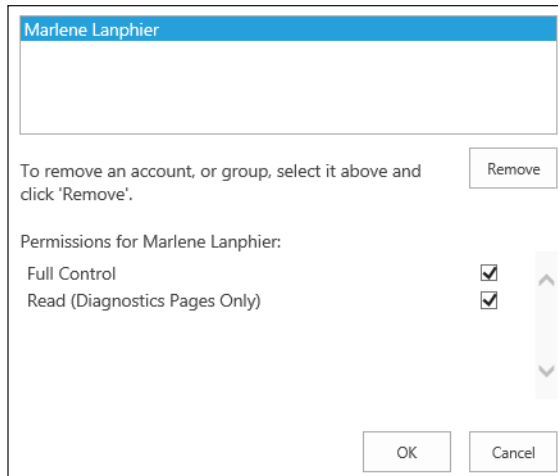 Marlene Lanphier
To remove an account, or group, select it above and
click 'Remove'.
Remove
Permissions for Marlene Lanphier:
Full Control
Read (Diagnostics Pages Only)
OK
Cancel